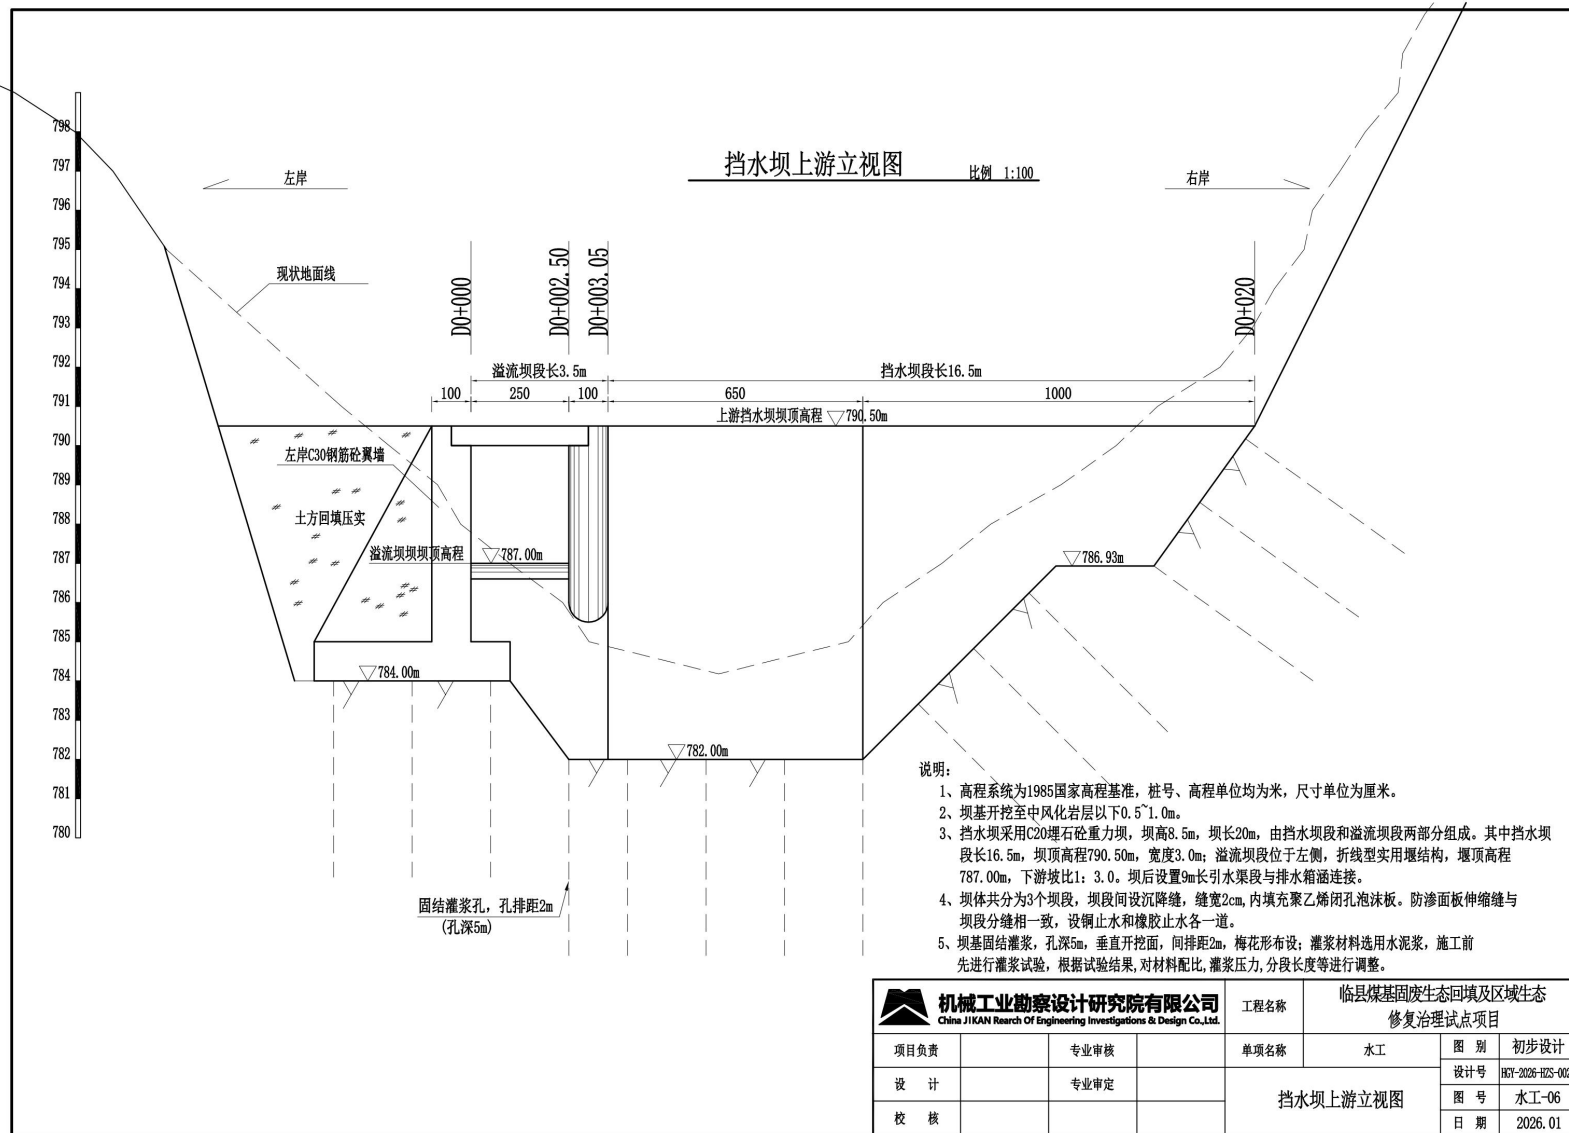 挡水坝上游立视图
比例 1:100
左岸
右岸
798
797
796
795
794
793
792
791
790
789
788
787
786
785
784
783
782
781
780
现状地面线
D0+000
D0+002.50
D0+003.05
D0+020
溢流坝段长3.5m
挡水坝段长16.5m
100
250
100
650
1000
上游挡水坝坝顶高程
790.50m
左岸C30钢筋砼翼墙
土方回填压实
溢流坝坝坝顶高程
787.00m
786.93m
784.00m
782.00m
固结灌浆孔，孔排距2m
(孔深5m)
说明：
1、高程系统为1985国家高程基准，桩号、高程单位均为米，尺寸单位为厘米。
2、坝基开挖至中风化岩层以下0.5~1.0m。
3、挡水坝采用C20埋石砼重力坝，坝高8.5m，坝长20m，由挡水坝段和溢流坝段两部分组成。其中挡水坝
段长16.5m，坝顶高程790.50m，宽度3.0m；溢流坝段位于左侧，折线型实用堰结构，堰顶高程
787.00m，下游坡比1：3.0。坝后设置9m长引水渠段与排水箱涵连接。
4、坝体共分为3个坝段，坝段间设沉降缝，缝宽2cm,内填充聚乙烯闭孔泡沫板。防渗面板伸缩缝与
坝段分缝相一致，设铜止水和橡胶止水各一道。
5、坝基固结灌浆，孔深5m，垂直开挖面，间排距2m，梅花形布设；灌浆材料选用水泥浆，施工前
先进行灌浆试验，根据试验结果,对材料配比,灌浆压力,分段长度等进行调整。
机械工业勘察设计研究院有限公司
China JIKAN Rearch Of Engineering Investigations & Design Co.,Ltd.
工程名称
临县煤基固废生态回填及区域生态
修复治理试点项目
项目负责
专业审核
单项名称
水工
图 别
初步设计
设 计
专业审定
挡水坝上游立视图
设计号
HGY-2026-HZS-002
图 号
水工-06
校 核
日 期
2026.01